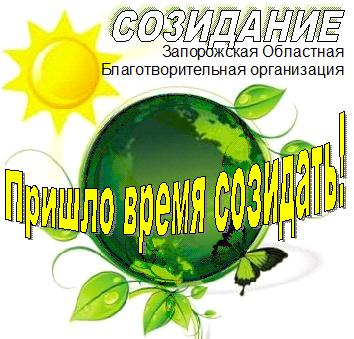 СОЗИДАНИЕ
Запорожская Областная
Благотворительная организация
Пришло время созидать!